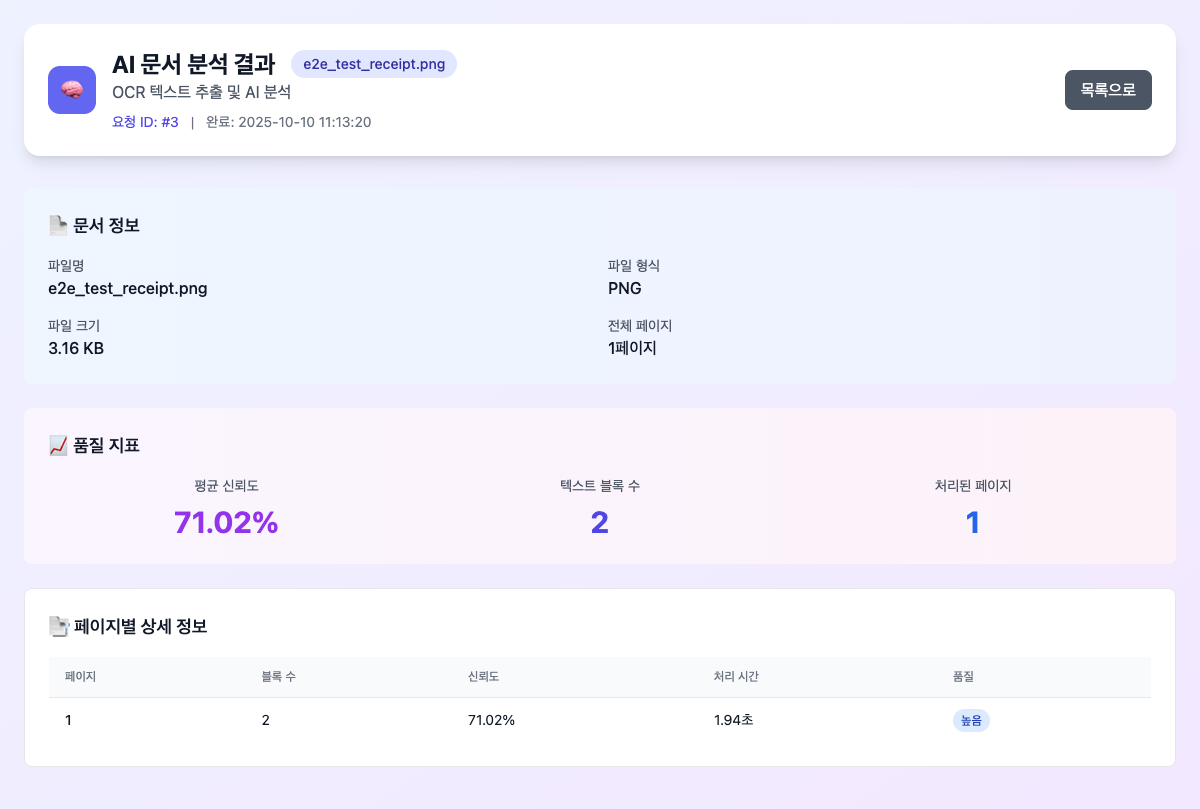 AI 문서 분석 결과 e2e_test_receipt.png
OCR 텍스트 추출 및 AI 분석
요청 ID: #3 | 완료: 2025-10-10 11:13:20
목록으로
문서 정보
파일명
e2e_test_receipt.png
파일 형식
PNG
파일 크기
3.16 KB
전체 페이지
1페이지
품질 지표
평균 신뢰도
71.02%
텍스트 블록 수
2
처리된 페이지
1
페이지별 상세 정보
페이지 블록 수 신뢰도 처리 시간 품질
1 2 71.02% 1.94초 높음